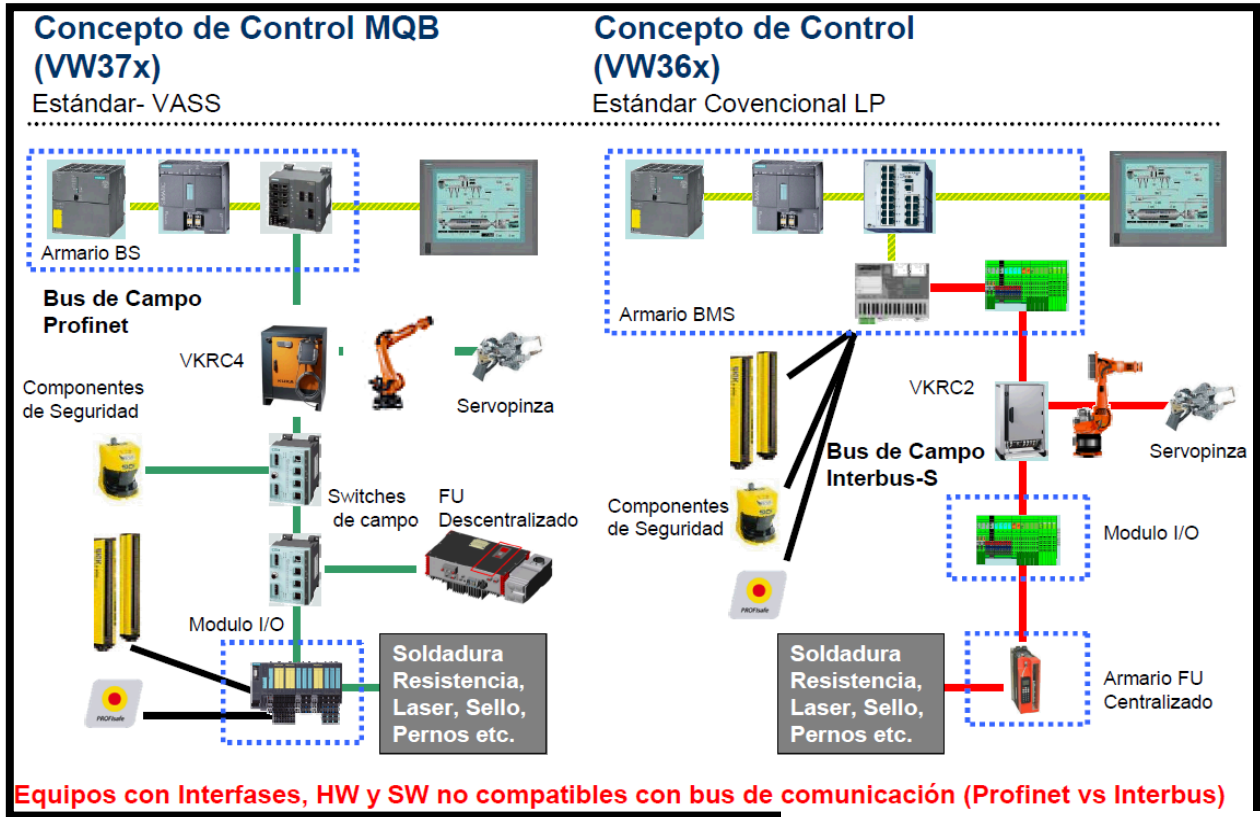 Concepto de Control MQB
(VW37x)
Estándar- VASS
Armario BS
Bus de Campo
Profinet
VKRC4
Servopinza
Componentes
de Seguridad
Switches
de campo
FU
Descentralizado
Modulo I/O
PROFIsafe
Soldadura
Resistencia,
Laser, Sello,
Pernos etc.
Concepto de Control
(VW36x)
Estándar Covencional LP
Armario BMS
VKRC2
Servopinza
Bus de Campo
Interbus-S
Componentes
de Seguridad
PROFIsafe
Modulo I/O
Soldadura
Resistencia,
Laser, Sello,
Pernos etc.
Armario FU
Centralizado
Equipos con Interfases, HW y SW no compatibles con bus de comunicación (Profinet vs Interbus)